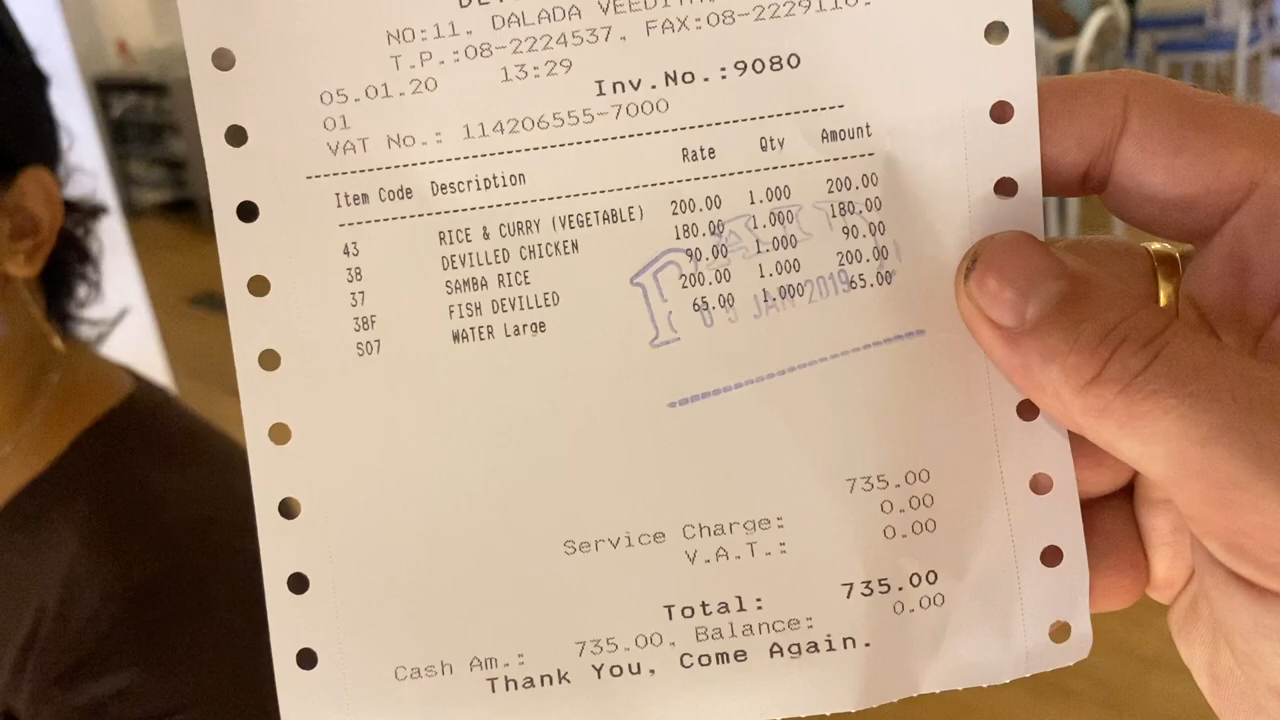 NO:11, DALADA
T.P.:08-2224537, FAX:08-2229110.
05.01.20 13:29 Inv.No.:9080
01
VAT No.: 114206555-7000
Item Code Description Rate Qty Amount
43 RICE & CURRY (VEGETABLE) 200.00 1.000 200.00
38 DEVILLED CHICKEN 180.00 1.000 180.00
37 SAMBA RICE 90.00 1.000 90.00
38F FISH DEVILLED 200.00 1.000 200.00
S07 WATER Large 65.00 1.000 65.00
PAID
JAN 2019
735.00
Service Charge: 0.00
V.A.T.: 0.00
Total: 735.00
Cash Am.: 735.00, Balance: 0.00
Thank You, Come Again.